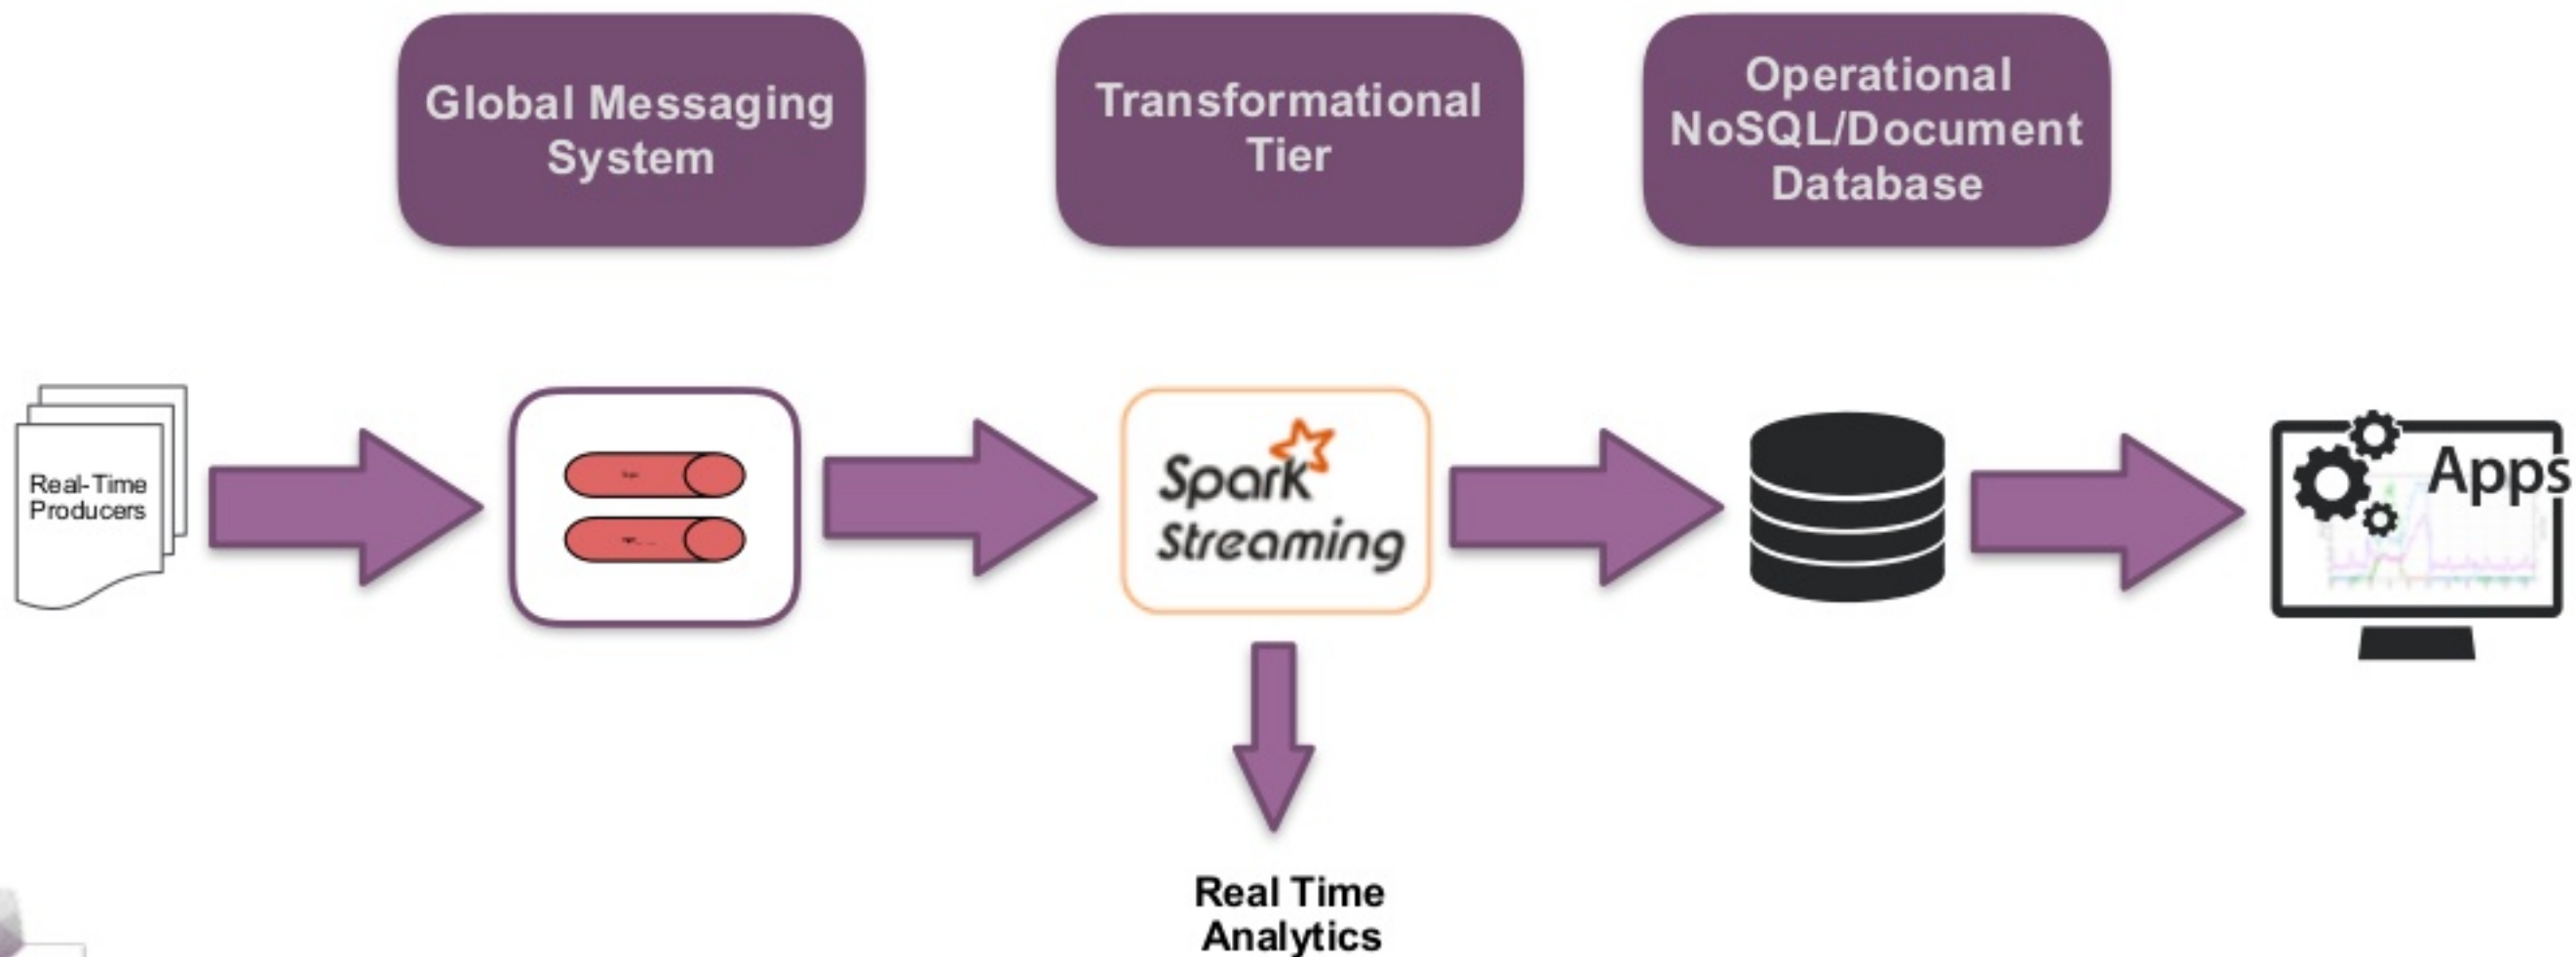 Global Messaging
System
Transformational
Tier
Operational
NoSQL/Document
Database
Real-Time
Producers
Spark
Streaming
Apps
Real Time
Analytics